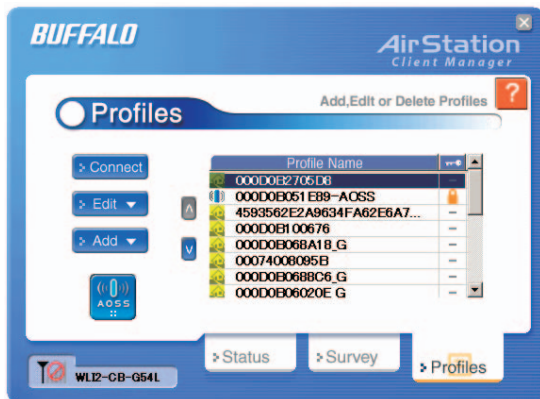 BUFFALO
AirStation
Client Manager
Profiles
Add,Edit or Delete Profiles
?
Connect
Edit
Add
AOSS
Profile Name
000D0B2705D8
000D0B051E89-AOSS
4593562E2A9634FA62E6A7...
000D0B100676
000D0B068A18_G
00074008095B
000D0B0688C6_G
000D0B06020E G
Status
Survey
Profiles
WLI2-CB-G54L